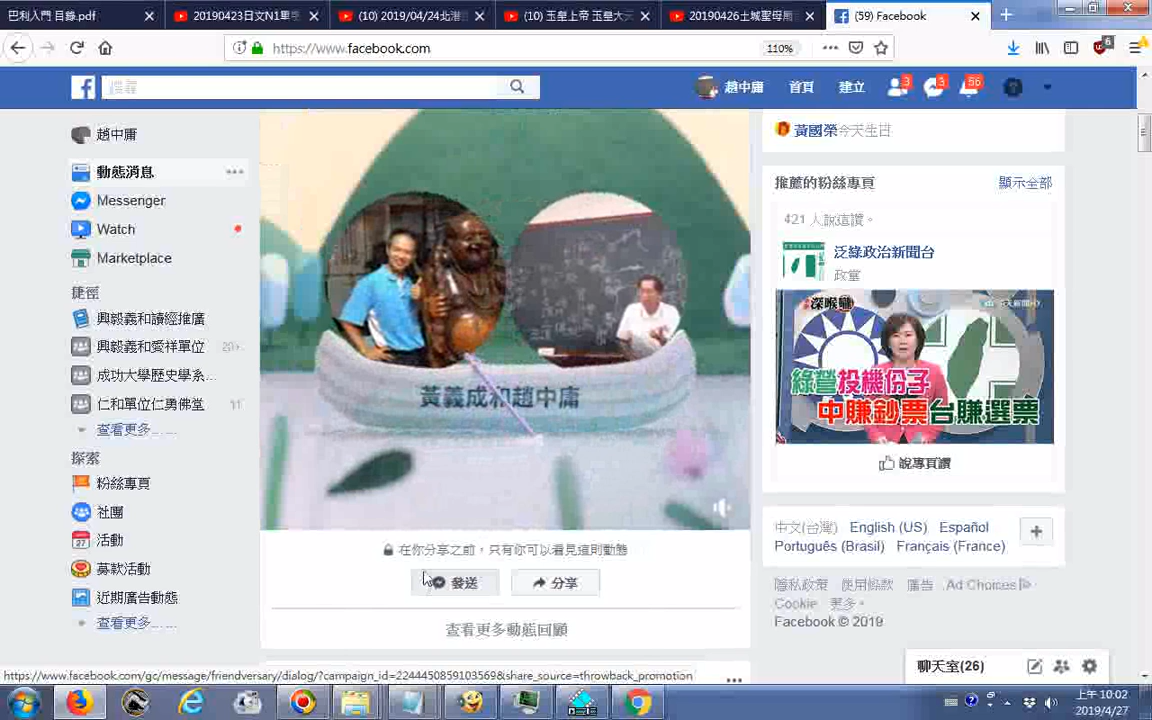 巴利入門 目錄.pdf
20190423日文N1單
(10) 2019/04/24北港
(10) 玉皇上帝 玉皇大
20190426土城聖母
(59) Facebook
https://www.facebook.com
110%
6
搜尋
趙中庸
首頁
建立
3
3
56
趙中庸
動態消息
Messenger
Watch
Marketplace
捷徑
興毅義和讀經推廣
興毅義和愛祥單位
20+
成功大學歷史學系...
仁和單位仁勇佛堂
11
查看更多……
探索
粉絲專頁
社團
活動
27
募款活動
近期廣告動態
查看更多……
黃義成和趙中庸
在你分享之前，只有你可以看見這則動態
發送
分享
查看更多動態回顧
黃國榮今天生日
推薦的粉絲專頁
顯示全部
421 人說這讚。
泛綠政治新聞台
政黨
深喉嚨
綠營投機份子
中賺鈔票台賺選票
說專頁讚
中文(台灣)
English (US)
Español
Português (Brasil)
Français (France)
隱私政策
使用條款
廣告
Ad Choices
Cookie
更多
Facebook © 2019
聊天室(26)
https://www.facebook.com/gc/message/friendversary/dialog/?campaign_id=2244450859103569&share_source=throwback_promotion
上午 10:02
2019/4/27